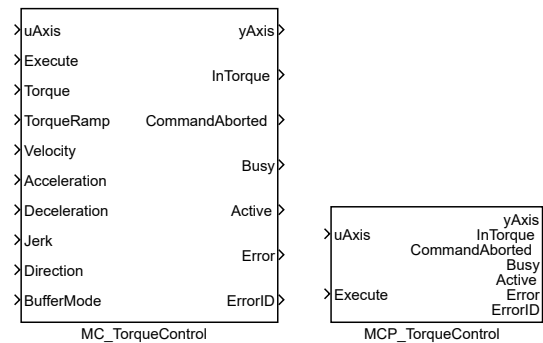 uAxis
Execute
Torque
TorqueRamp
Velocity
Acceleration
Deceleration
Jerk
Direction
BufferMode
yAxis
InTorque
CommandAborted
Busy
Active
Error
ErrorID
MC_TorqueControl
uAxis
Execute
yAxis
InTorque
CommandAborted
Busy
Active
Error
ErrorID
MCP_TorqueControl